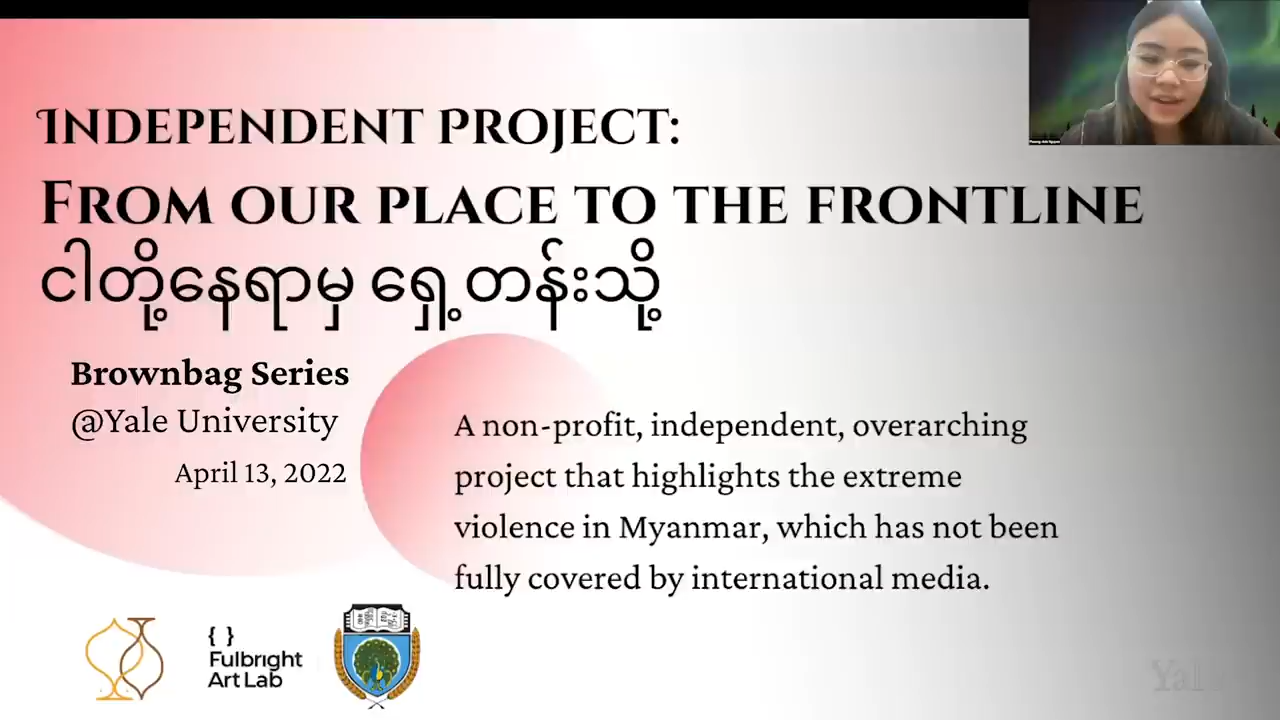 Independent Project:
From our place to the frontline
ငါတို့နေရာမှ ရှေ့တန်းသို့
Brownbag Series
@Yale University
April 13, 2022
A non-profit, independent, overarching
project that highlights the extreme
violence in Myanmar, which has not been
fully covered by international media.
{ }
Fulbright
Art Lab